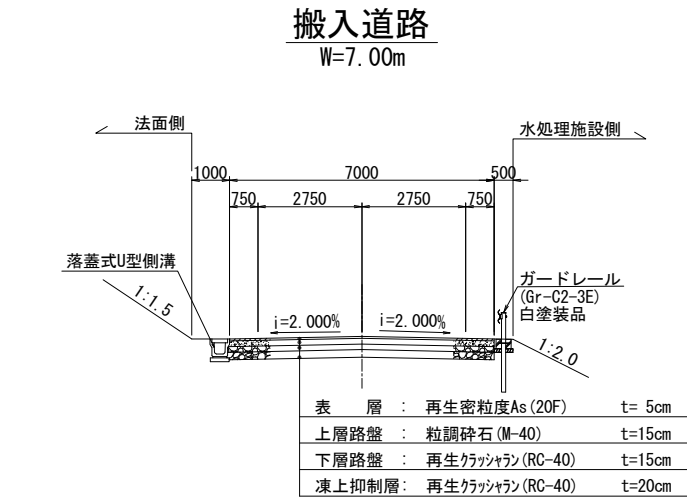 搬入道路
W=7.00m
法面側
水処理施設側
1000 7000 500
750 2750 2750 750
落蓋式U型側溝
1:1.5
ガードレール
(Gr-C2-3E)
白塗装品
i=2.000% i=2.000%
1:2.0
表 層 : 再生密粒度As(20F) t= 5cm
上層路盤 : 粒調砕石(M-40) t=15cm
下層路盤 : 再生ｸﾗｯｼｬﾗﾝ(RC-40) t=15cm
凍上抑制層: 再生ｸﾗｯｼｬﾗﾝ(RC-40) t=20cm